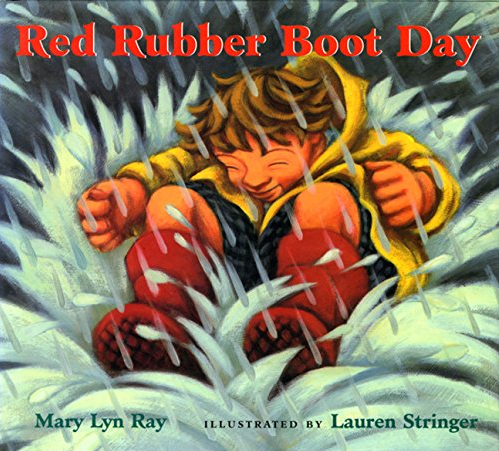 Red Rubber Boot Day
Mary Lyn Ray ILLUSTRATED BY Lauren Stringer